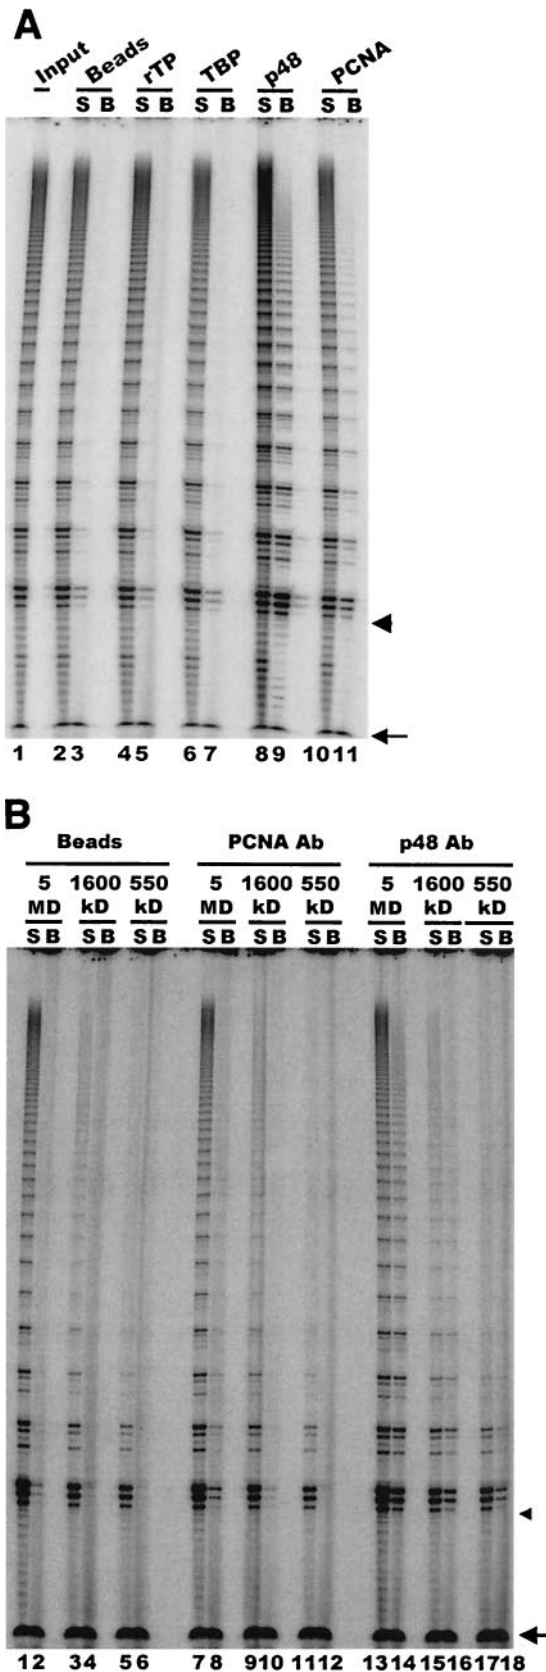 A
Input Beads rTP TBP p48 PCNA
S B S B S B S B S B
1 2 3 4 5 6 7 8 9 10 11
B
Beads PCNA Ab p48 Ab
5 1600 550 5 1600 550 5 1600 550
MD kD kD MD kD kD MD kD kD
S B S B S B S B S B S B S B S B S B
1 2 3 4 5 6 7 8 9 10 11 12 13 14 15 16 17 18